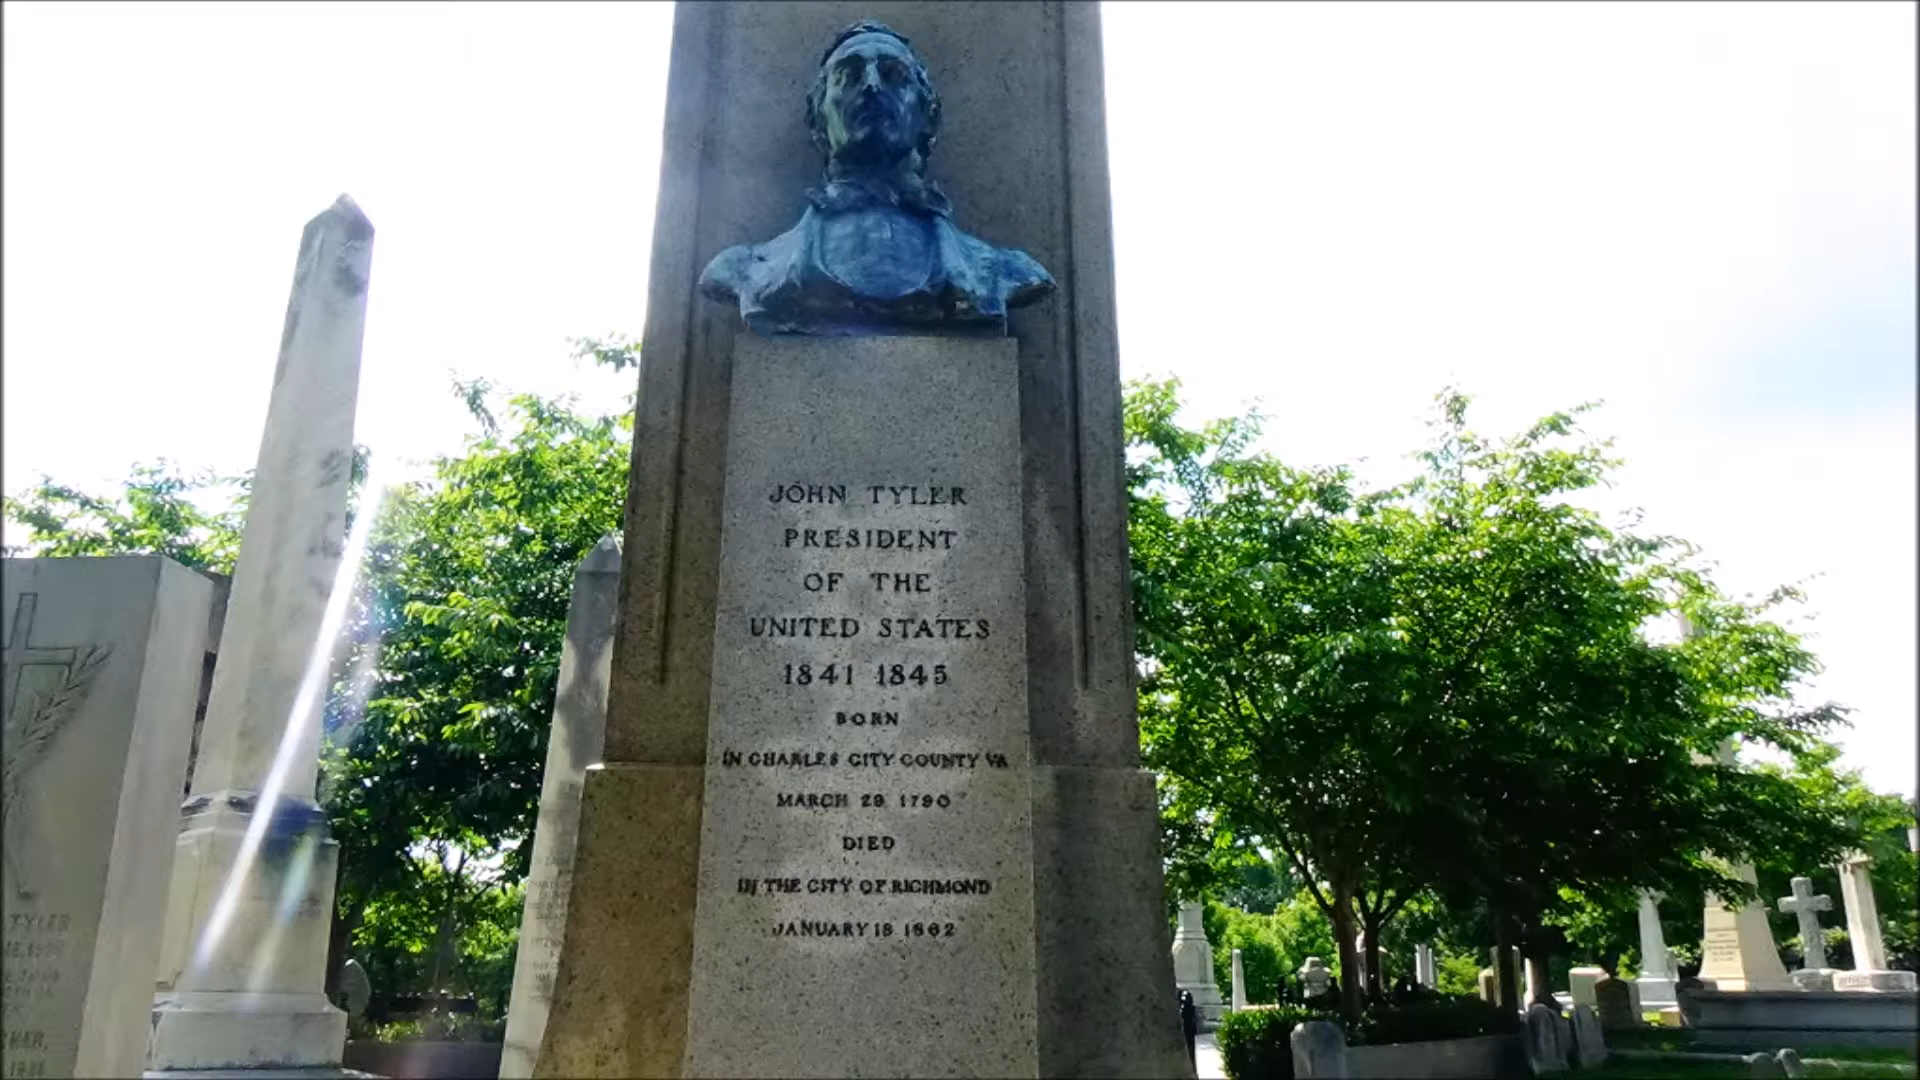 JOHN TYLER
PRESIDENT
OF THE
UNITED STATES
1841 1845
BORN
IN CHARLES CITY COUNTY VA
MARCH 29 1790
DIED
IN THE CITY OF RICHMOND
JANUARY 18 1862
TYLER